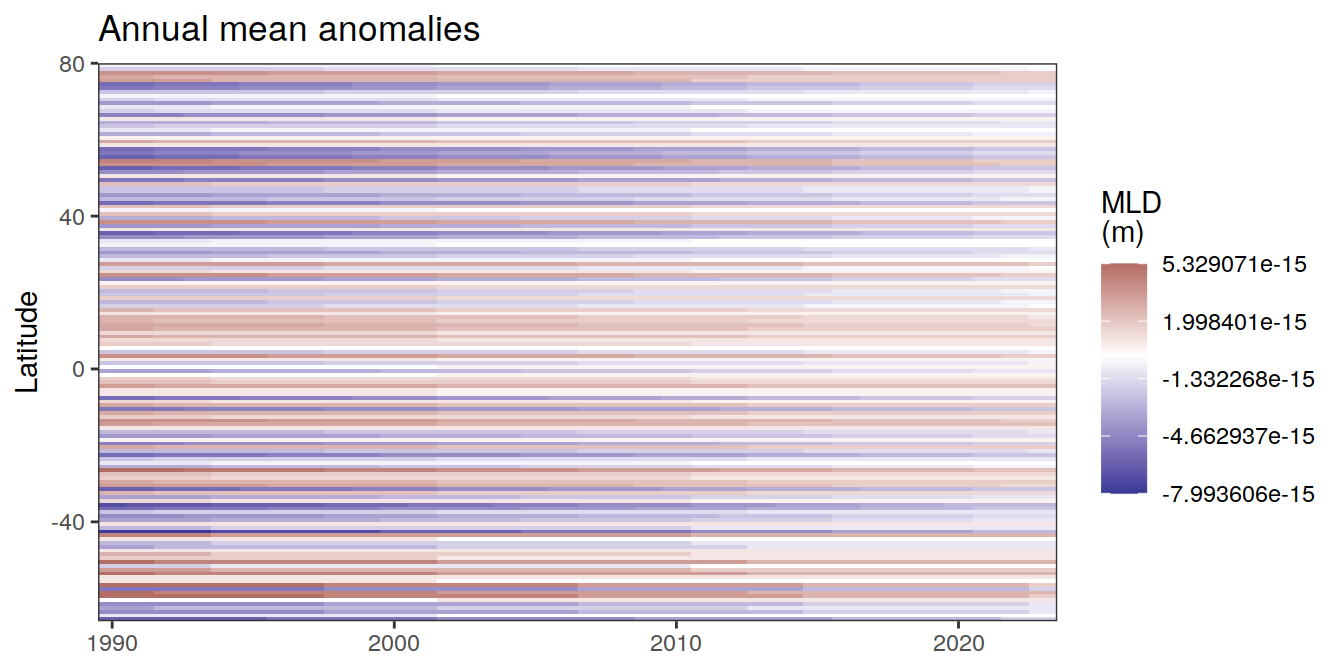 Annual mean anomalies
80
40
0
-40
Latitude
1990
2000
2010
2020
MLD
(m)
5.329071e-15
1.998401e-15
-1.332268e-15
-4.662937e-15
-7.993606e-15